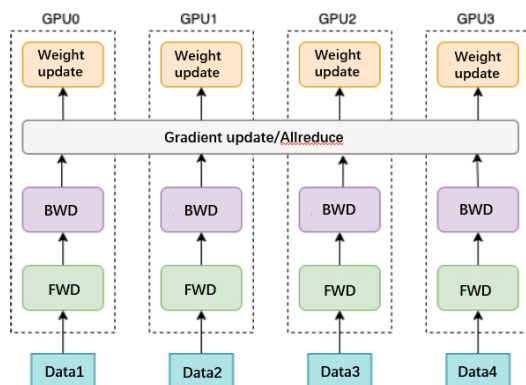 GPU0 GPU1 GPU2 GPU3
Weight update Weight update Weight update Weight update
Gradient update/Allreduce
BWD BWD BWD BWD
FWD FWD FWD FWD
Data1 Data2 Data3 Data4